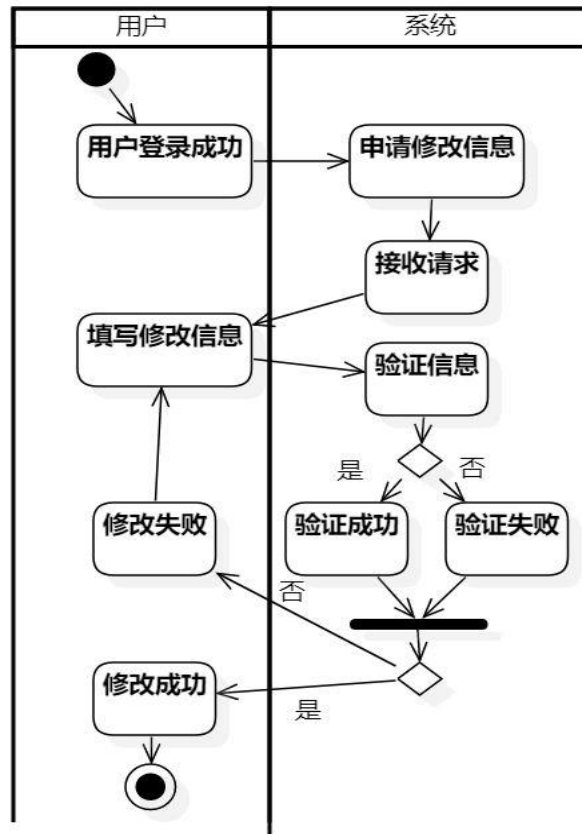 用户
系统
用户登录成功
申请修改信息
接收请求
填写修改信息
验证信息
是
否
修改失败
验证成功
验证失败
否
修改成功
是